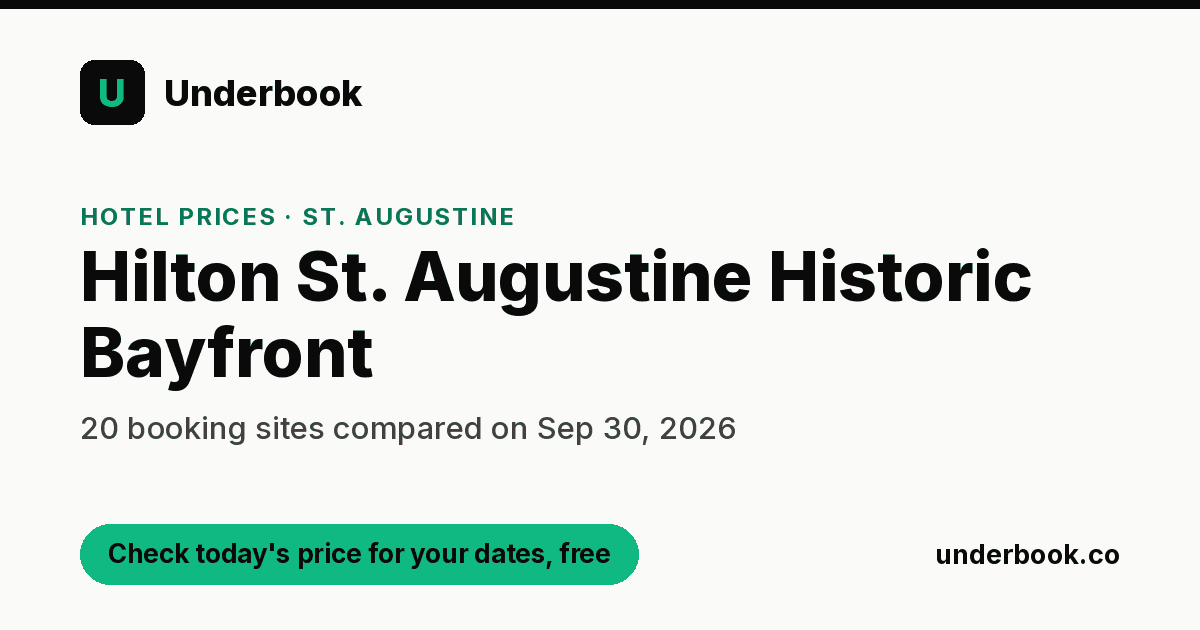 U
Underbook
HOTEL PRICES · ST. AUGUSTINE
Hilton St. Augustine Historic
Bayfront
20 booking sites compared on Sep 30, 2026
Check today's price for your dates, free
underbook.co